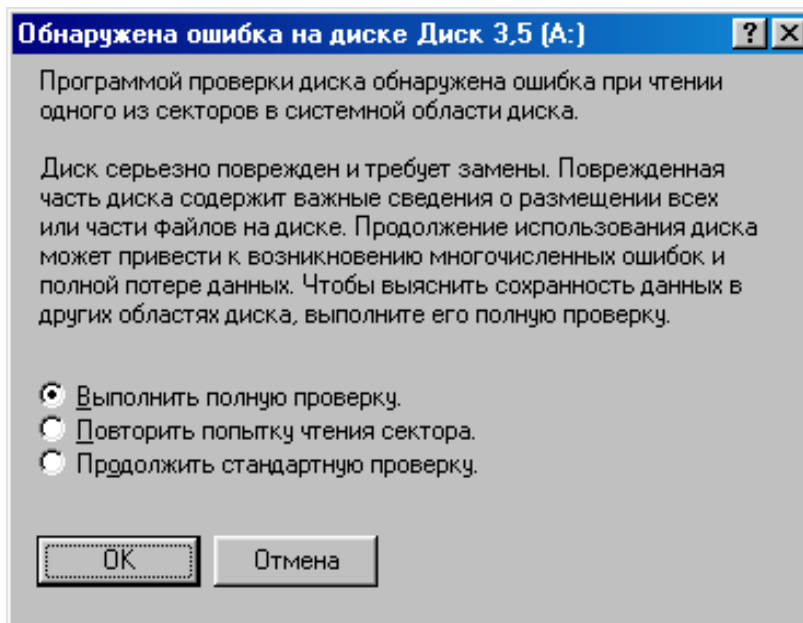 Обнаружена ошибка на диске Диск 3,5 (A:)
Программой проверки диска обнаружена ошибка при чтении
одного из секторов в системной области диска.
Диск серьезно поврежден и требует замены. Поврежденная
часть диска содержит важные сведения о размещении всех
или части файлов на диске. Продолжение использования диска
может привести к возникновению многочисленных ошибок и
полной потере данных. Чтобы выяснить сохранность данных в
других областях диска, выполните его полную проверку.
Выполнить полную проверку.
Повторить попытку чтения сектора.
Продолжить стандартную проверку.
OK
Отмена